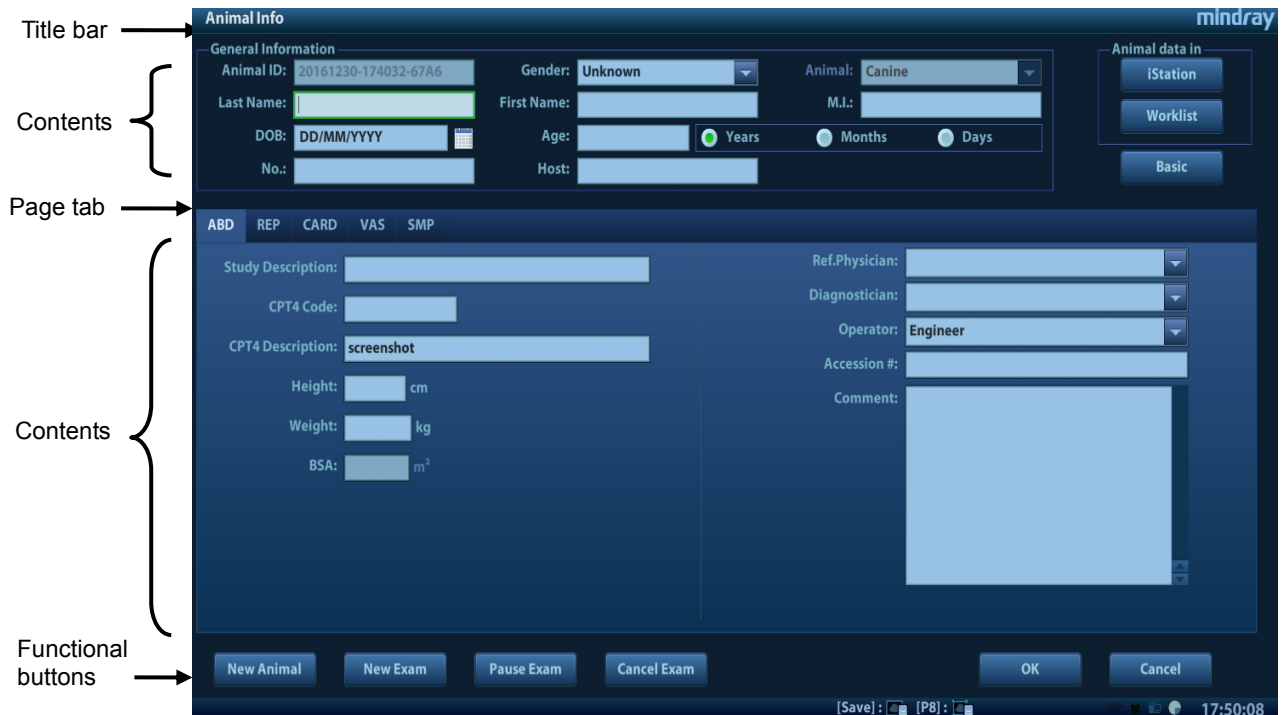 Title bar
Animal Info
mindray
Contents
General Information
Animal data in
Animal ID: 20161230-174032-67A6 Gender: Unknown Animal: Canine
iStation
Last Name: First Name: M.I.:
Worklist
DOB: DD/MM/YYYY Age: Years Months Days
No.: Host:
Basic
Page tab
ABD REP CARD VAS SMP
Contents
Study Description:
CPT4 Code:
CPT4 Description: screenshot
Height: cm
Weight: kg
BSA: m²
Ref.Physician:
Diagnostician:
Operator: Engineer
Accession #:
Comment:
Functional
buttons
New Animal New Exam Pause Exam Cancel Exam OK Cancel
[Save] : [P8] : 17:50:08